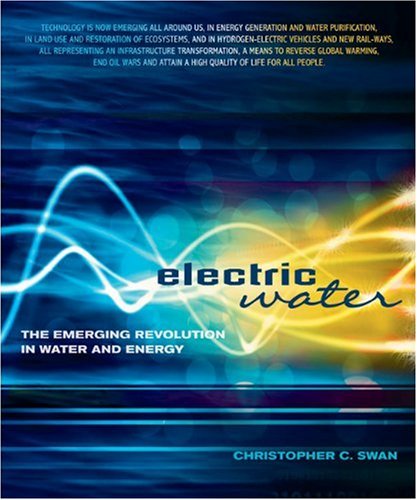 TECHNOLOGY IS NOW EMERGING ALL AROUND US, IN ENERGY GENERATION AND WATER PURIFICATION,
IN LAND USE AND RESTORATION OF ECOSYSTEMS, AND IN HYDROGEN-ELECTRIC VEHICLES AND NEW RAIL-WAYS,
ALL REPRESENTING AN INFRASTRUCTURE TRANSFORMATION, A MEANS TO REVERSE GLOBAL WARMING,
END OIL WARS AND ATTAIN A HIGH QUALITY OF LIFE FOR ALL PEOPLE.
electric
water
THE EMERGING REVOLUTION
IN WATER AND ENERGY
CHRISTOPHER C. SWAN